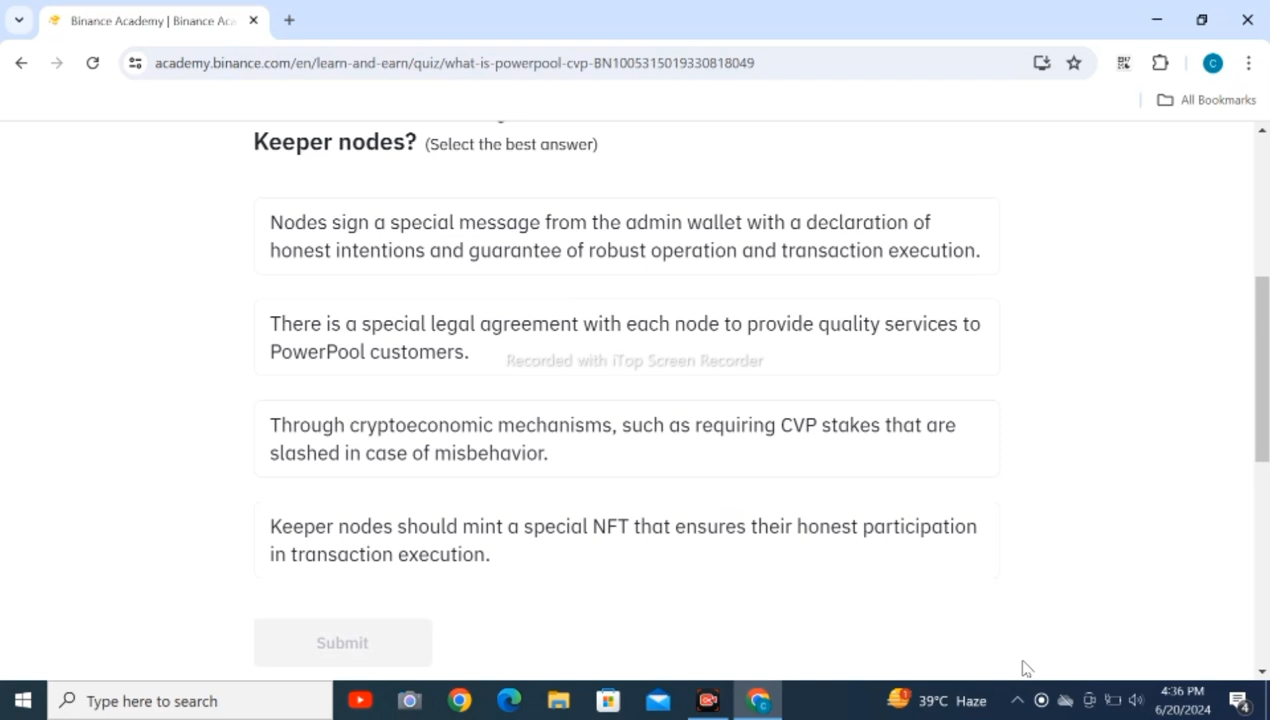 Binance Academy | Binance Aca
academy.binance.com/en/learn-and-earn/quiz/what-is-powerpool-cvp-BN1005315019330818049
C
All Bookmarks
Keeper nodes? (Select the best answer)
Nodes sign a special message from the admin wallet with a declaration of
honest intentions and guarantee of robust operation and transaction execution.
There is a special legal agreement with each node to provide quality services to
PowerPool customers.
Recorded with iTop Screen Recorder
Through cryptoeconomic mechanisms, such as requiring CVP stakes that are
slashed in case of misbehavior.
Keeper nodes should mint a special NFT that ensures their honest participation
in transaction execution.
Submit
Type here to search
39°C Haze
4:36 PM
6/20/2024
4